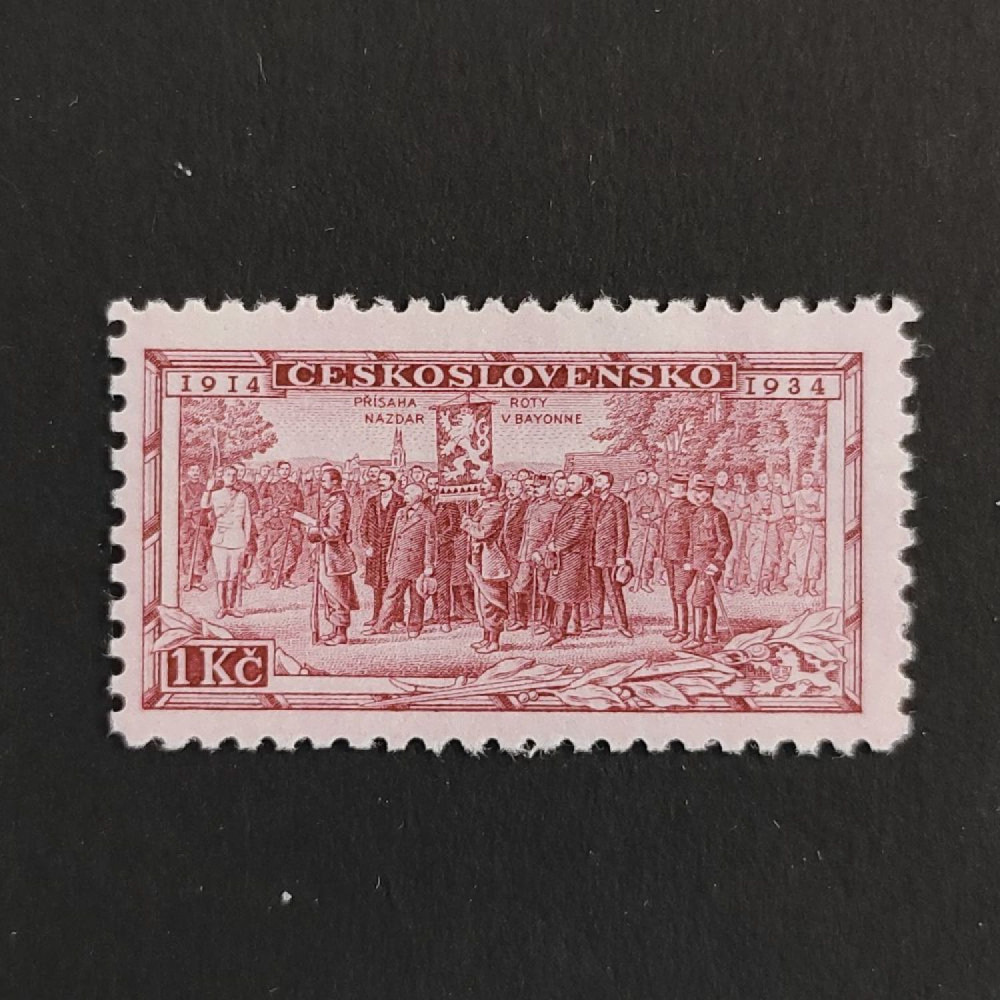 1914 ČESKOSLOVENSKO 1934
PŘÍSAHA ROTY
NAZDAR V BAYONNE
1 Kč